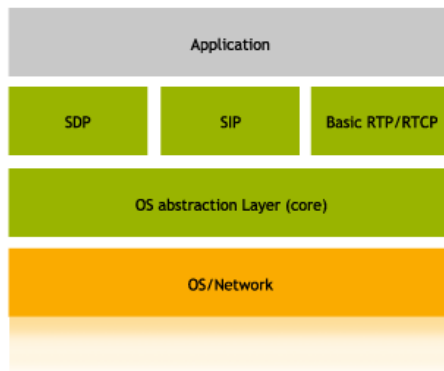 Application
SDP
SIP
Basic RTP/RTCP
OS abstraction Layer (core)
OS/Network